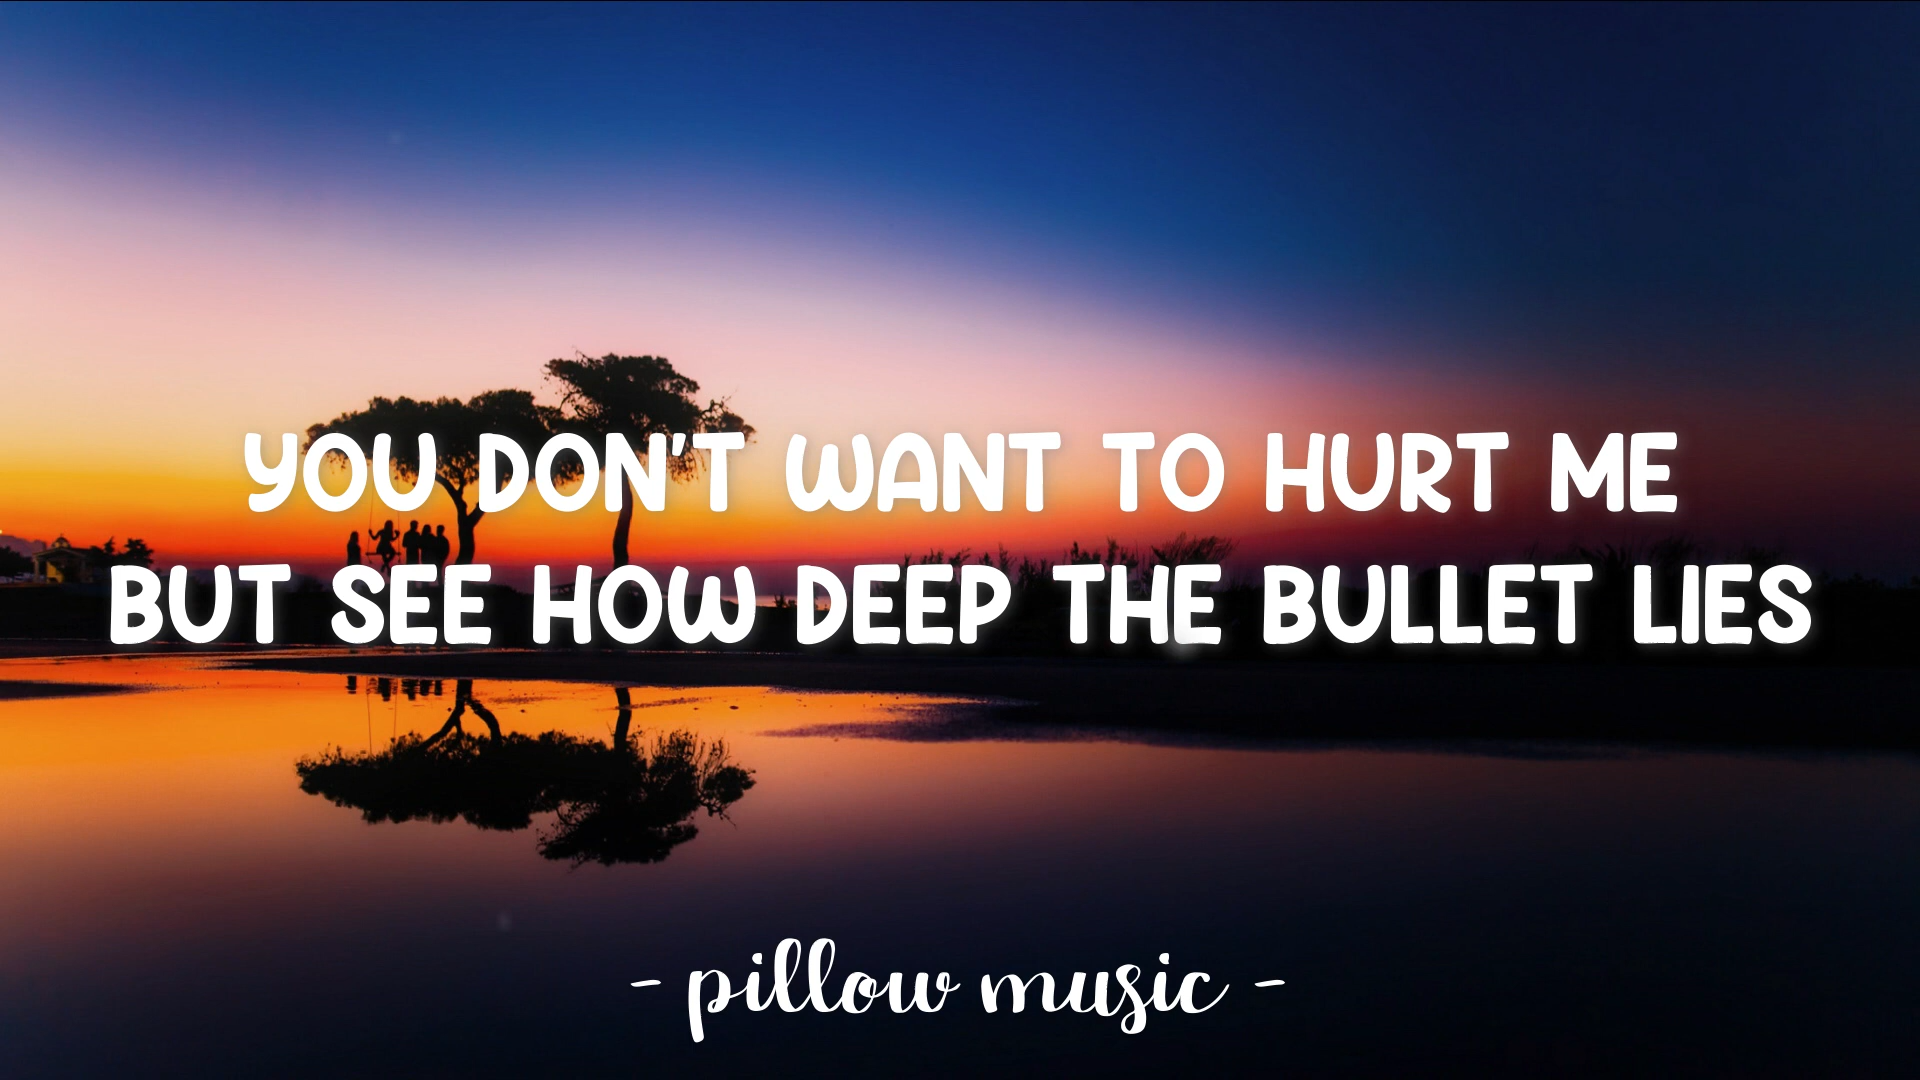 YOU DON'T WANT TO HURT ME
BUT SEE HOW DEEP THE BULLET LIES
- pillow music -